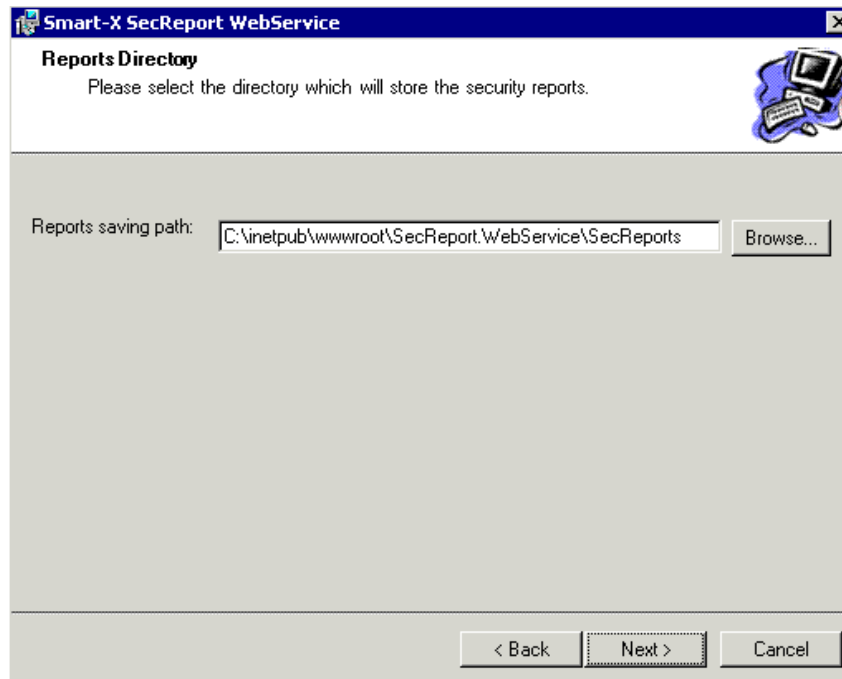 Smart-X SecReport WebService
Reports Directory
Please select the directory which will store the security reports.
Reports saving path: C:\inetpub\wwwroot\SecReport.WebService\SecReports Browse...
< Back Next > Cancel